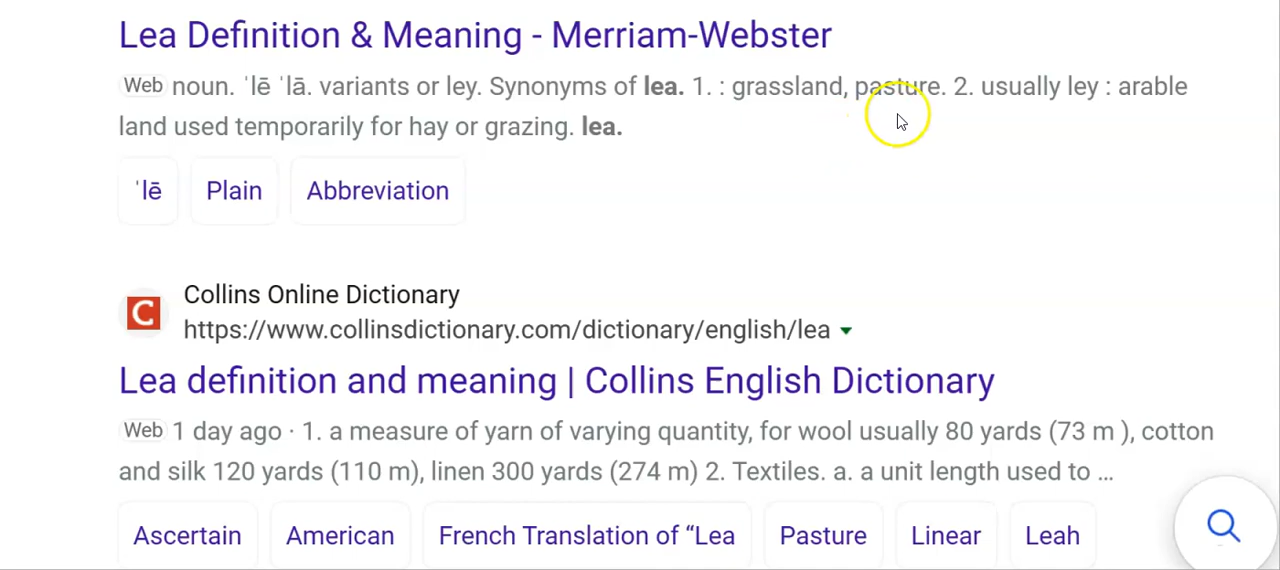 Lea Definition & Meaning - Merriam-Webster
Web noun. ˈlē ˈlā. variants or ley. Synonyms of lea. 1. : grassland, pasture. 2. usually ley : arable
land used temporarily for hay or grazing. lea.
ˈlē Plain Abbreviation
Collins Online Dictionary
https://www.collinsdictionary.com/dictionary/english/lea
Lea definition and meaning | Collins English Dictionary
Web 1 day ago · 1. a measure of yarn of varying quantity, for wool usually 80 yards (73 m ), cotton
and silk 120 yards (110 m), linen 300 yards (274 m) 2. Textiles. a. a unit length used to ...
Ascertain American French Translation of “Lea Pasture Linear Leah